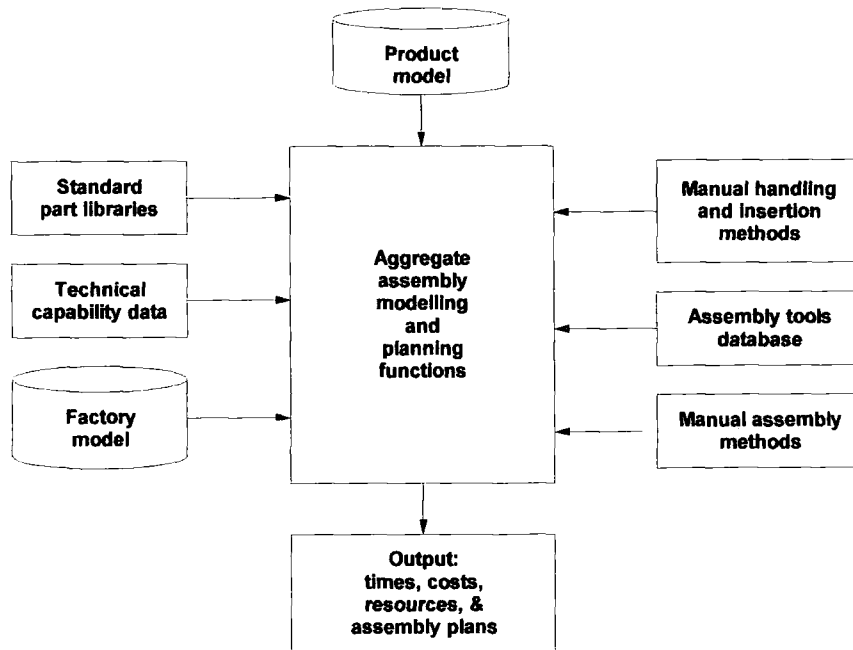 Product
model
Standard
part libraries
Technical
capability data
Factory
model
Aggregate
assembly
modelling
and
planning
functions
Manual handling
and insertion
methods
Assembly tools
database
Manual assembly
methods
Output:
times, costs,
resources, &
assembly plans